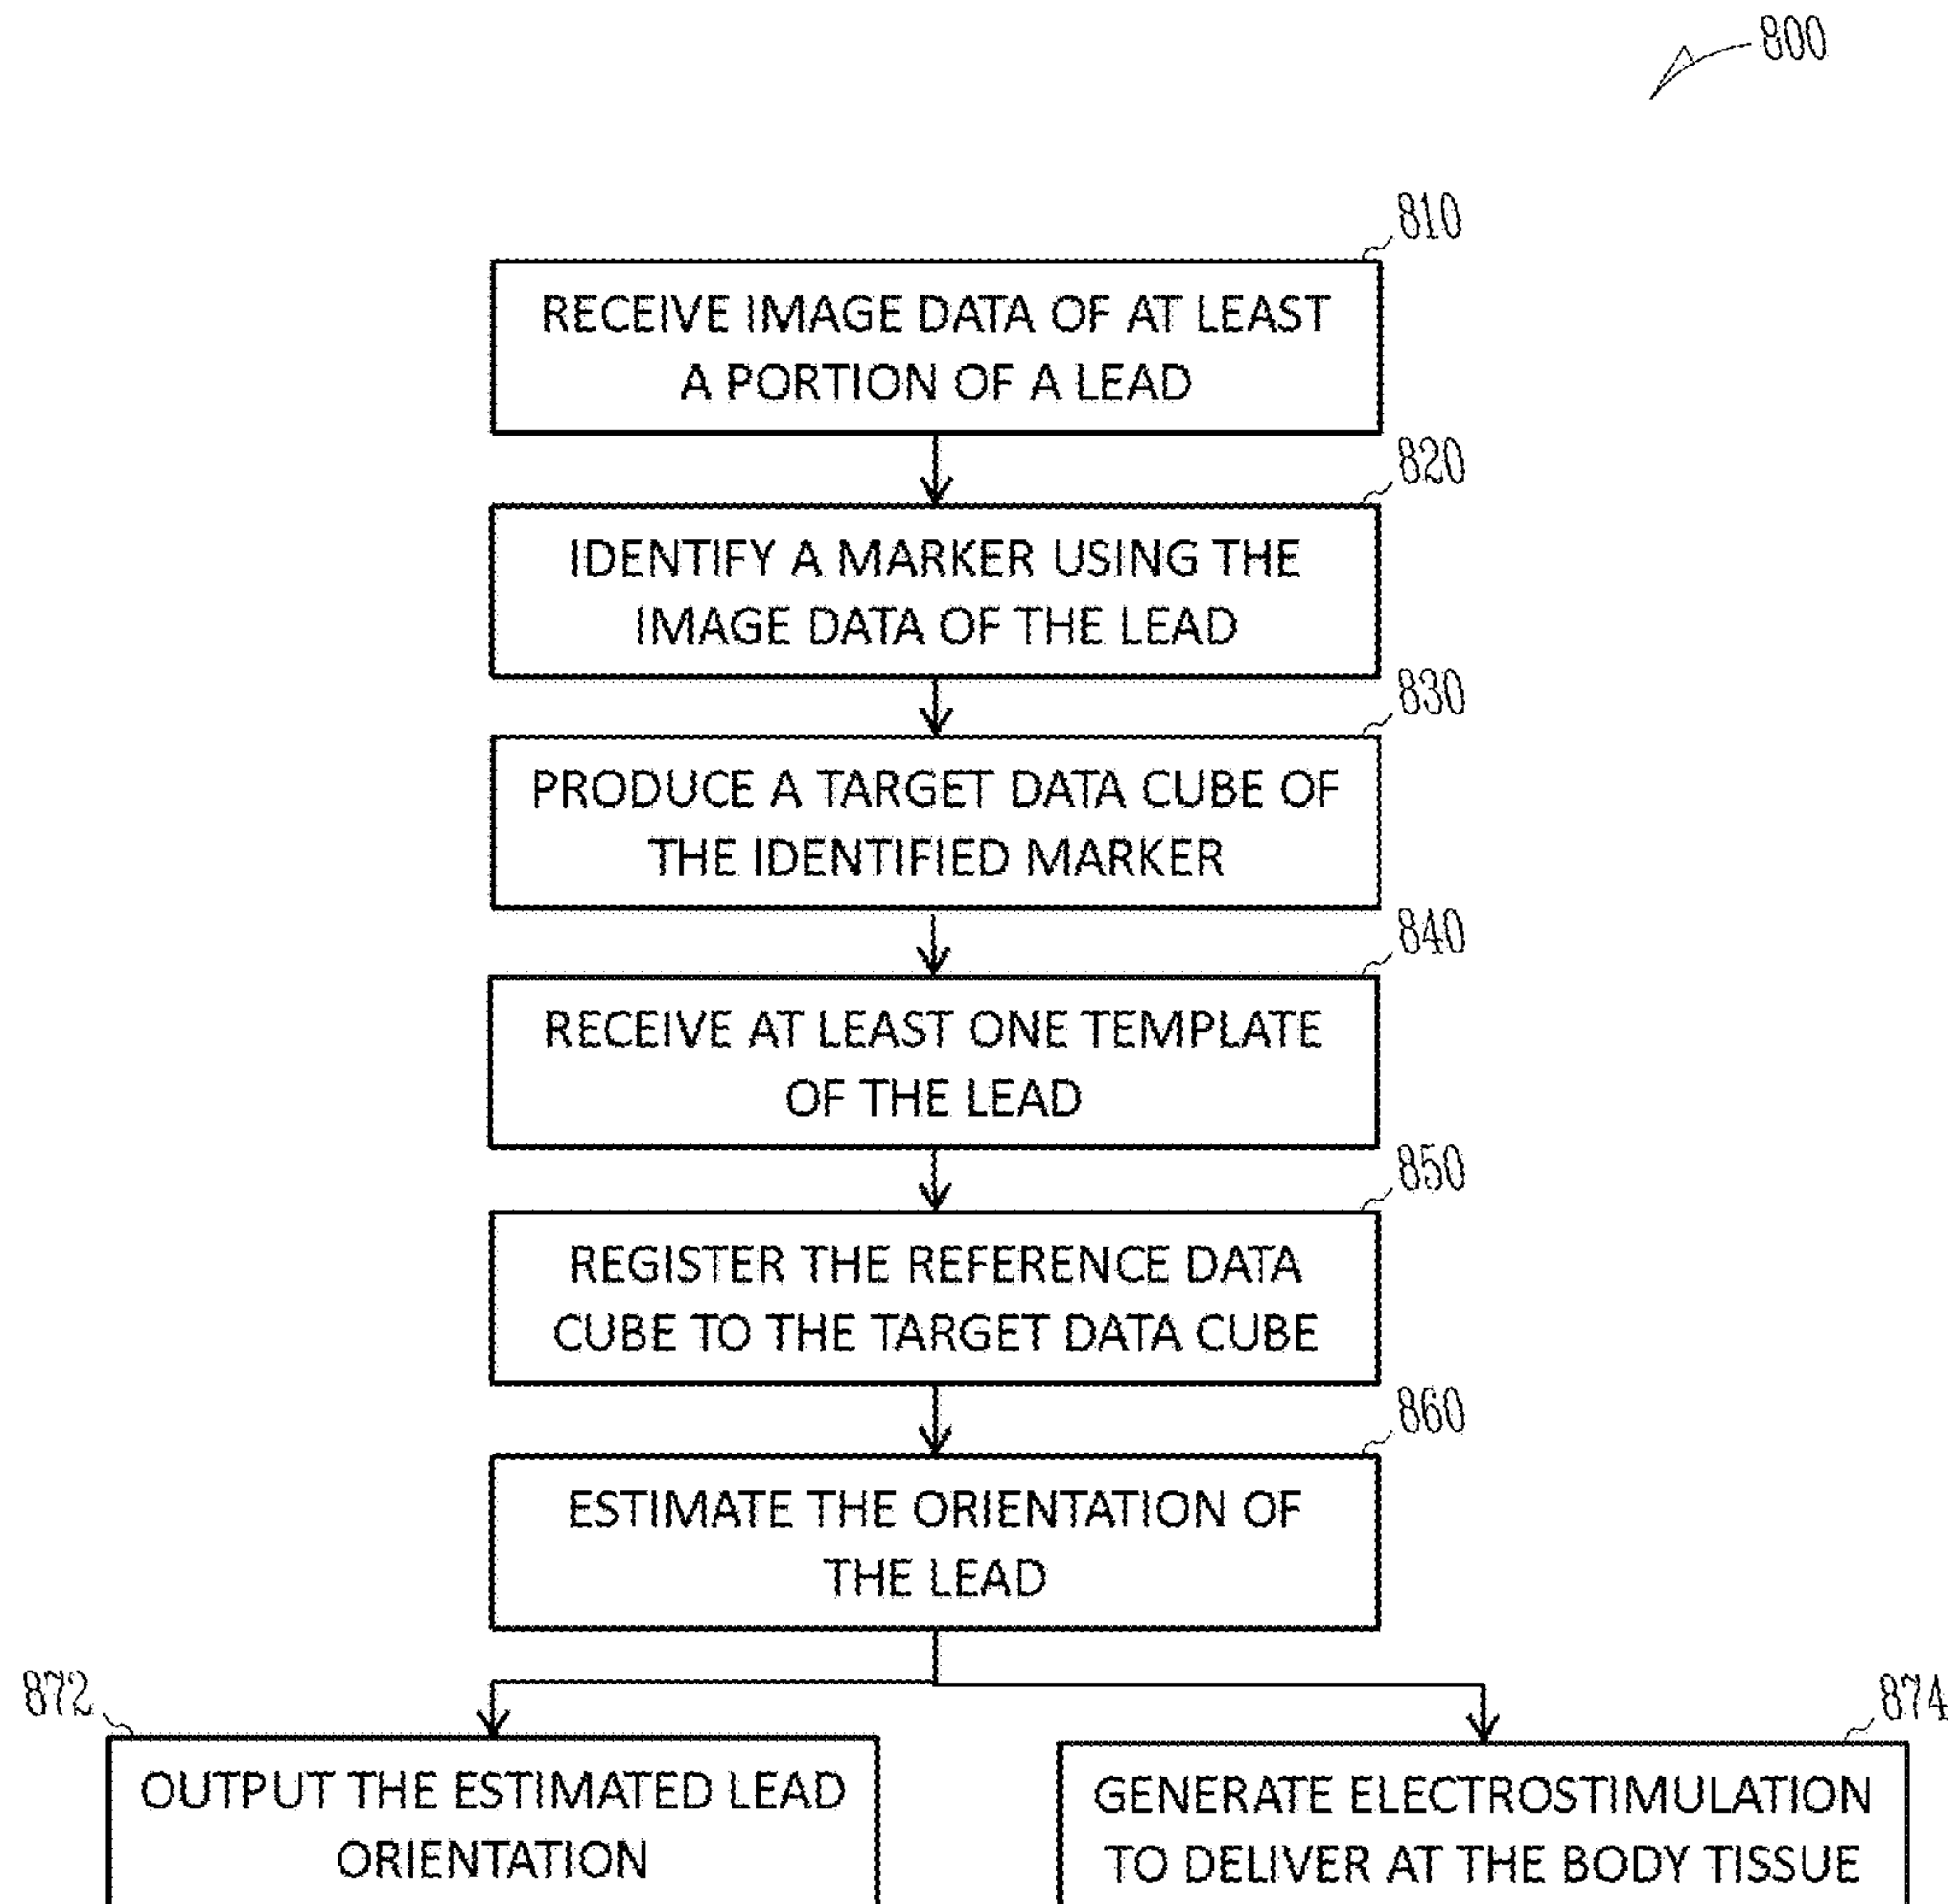 800
810
RECEIVE IMAGE DATA OF AT LEAST
A PORTION OF A LEAD
820
IDENTIFY A MARKER USING THE
IMAGE DATA OF THE LEAD
830
PRODUCE A TARGET DATA CUBE OF
THE IDENTIFIED MARKER
840
RECEIVE AT LEAST ONE TEMPLATE
OF THE LEAD
850
REGISTER THE REFERENCE DATA
CUBE TO THE TARGET DATA CUBE
860
ESTIMATE THE ORIENTATION OF
THE LEAD
872
OUTPUT THE ESTIMATED LEAD
ORIENTATION
874
GENERATE ELECTROSTIMULATION
TO DELIVER AT THE BODY TISSUE